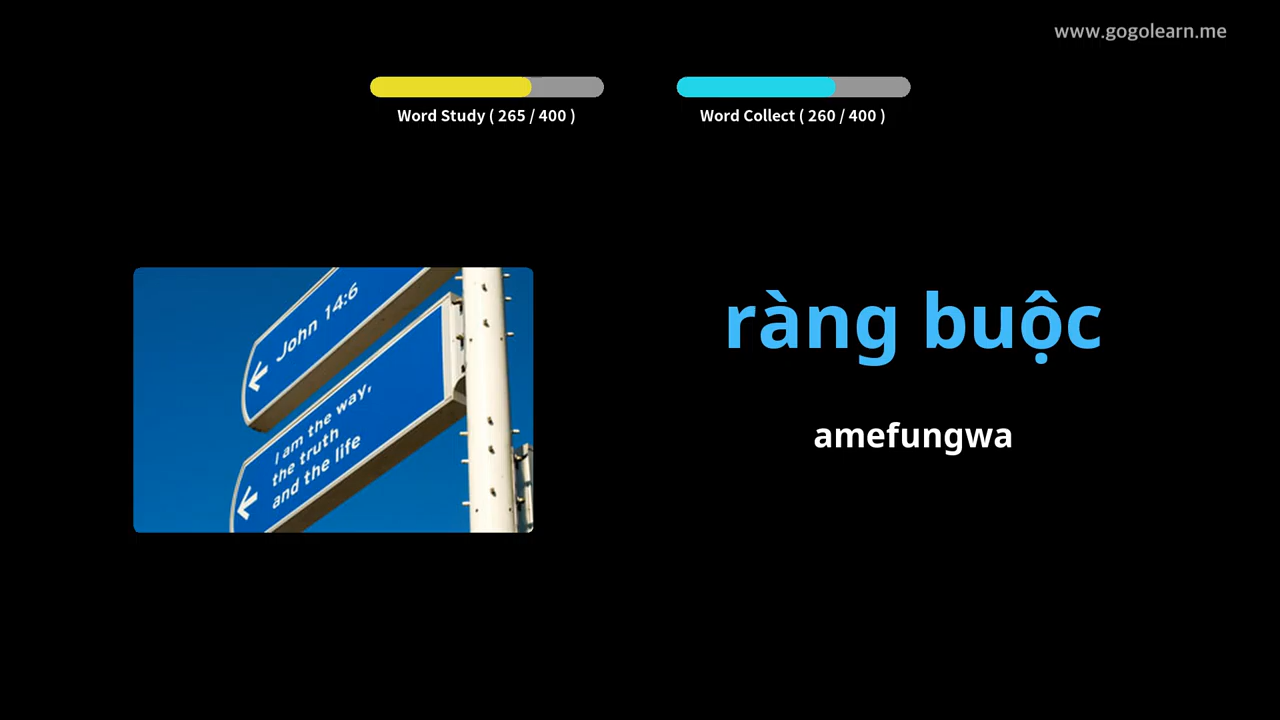 www.gogolearn.me
Word Study ( 265 / 400 )
Word Collect ( 260 / 400 )
John 14:6
I am the way,
the truth
and the life
ràng buộc
amefungwa